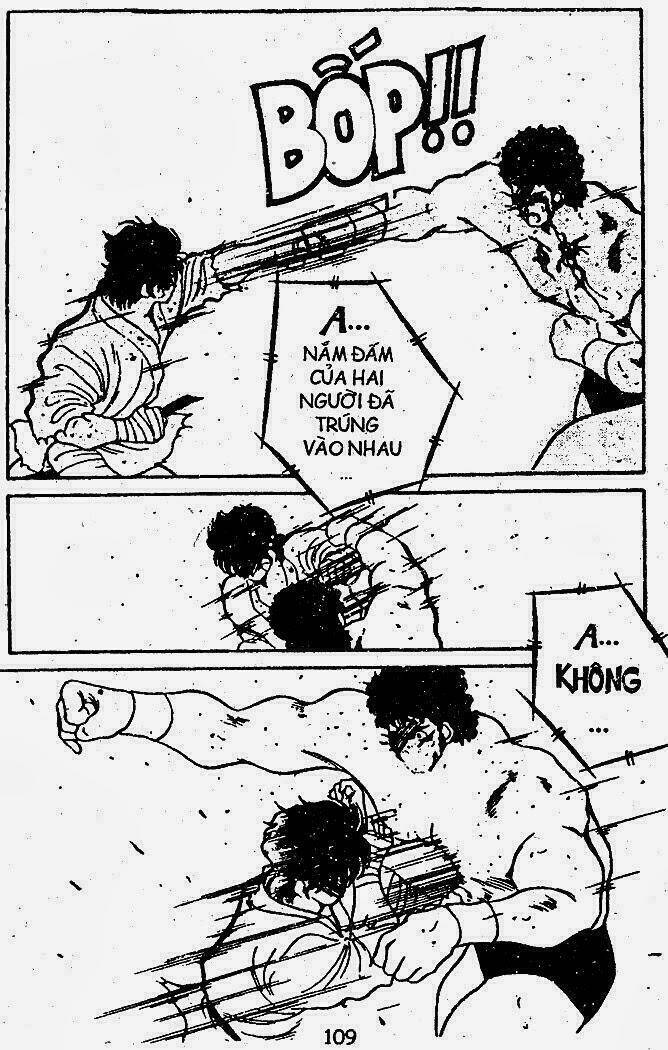 BỐP!!
A...
NẮM ĐẤM
CỦA HAI
NGƯỜI ĐÃ
TRÚNG
VÀO NHAU
...
A...
KHÔNG
...
109